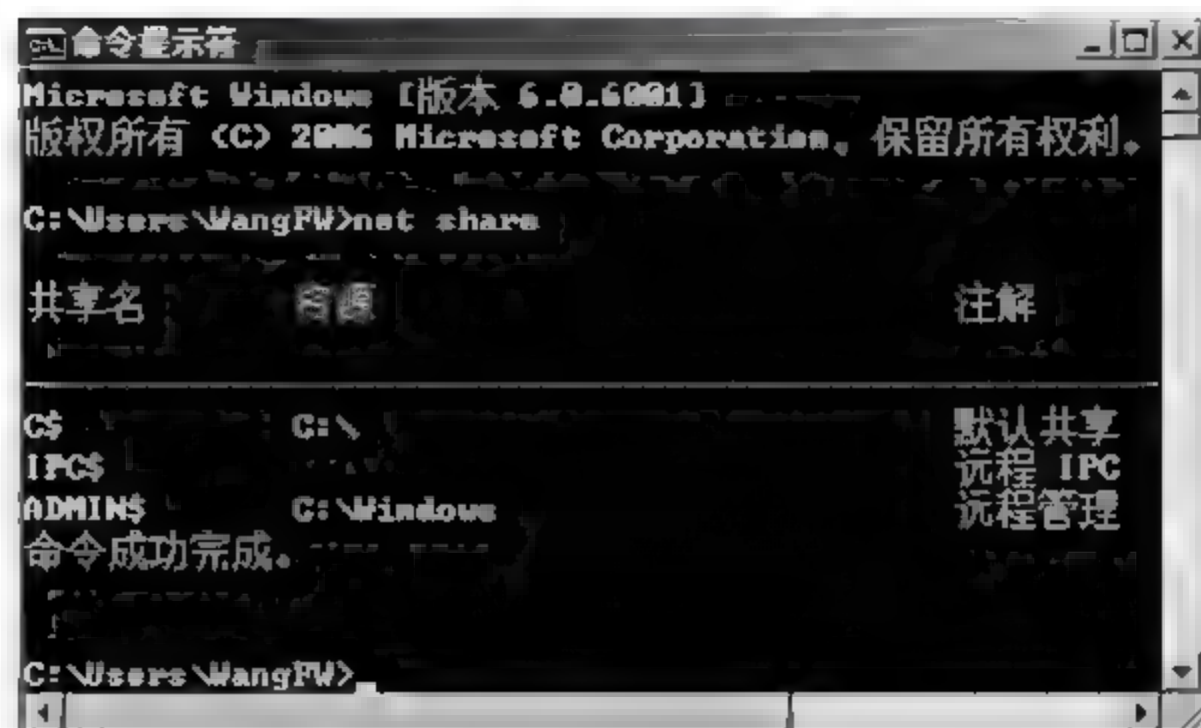 命令提示符
Microsoft Windows [版本 6.0.6001]
版权所有 (C) 2006 Microsoft Corporation。保留所有权利。
C:\Users\WangFW>net share
共享名 资源 注解
C$ C:\ 默认共享
IPC$ 远程 IPC
ADMIN$ C:\Windows 远程管理
命令成功完成。
C:\Users\WangFW>